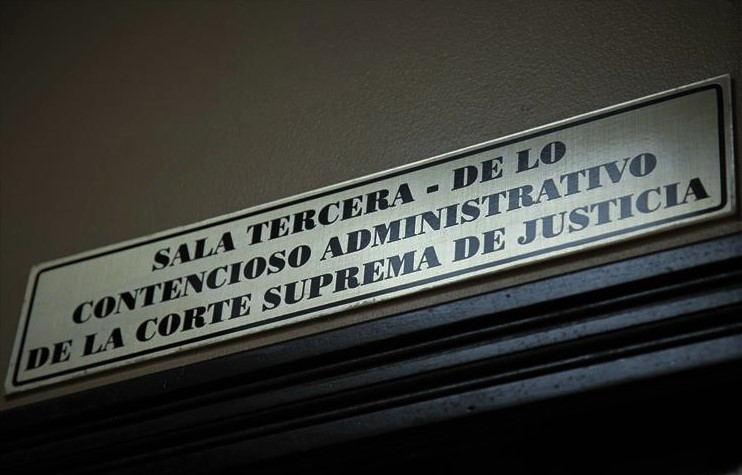 SALA TERCERA - DE LO
CONTENCIOSO ADMINISTRATIVO
DE LA CORTE SUPREMA DE JUSTICIA